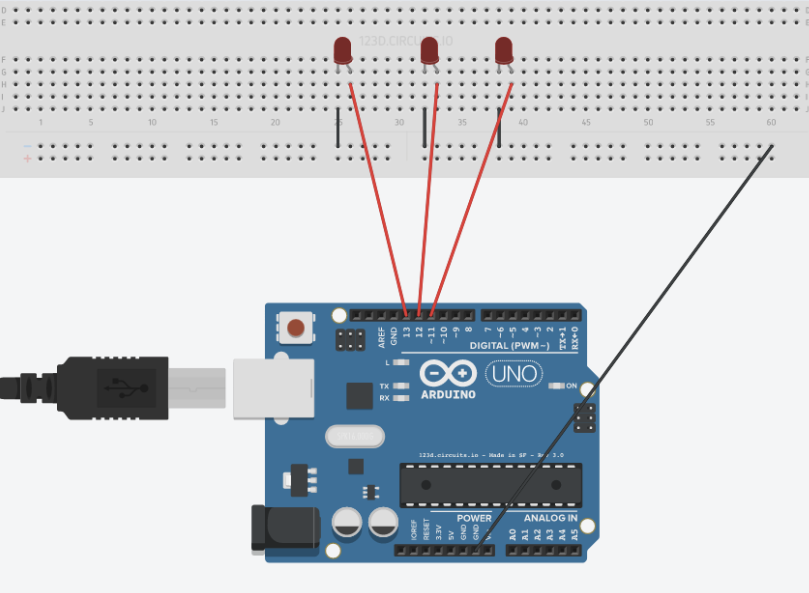 D D
E E
123D.CIRCUITS.IO
F F
G G
H H
I I
J J
1 5 10 15 20 25 30 35 40 45 50 55 60
−
+
AREF GND 13 12 ~11 ~10 ~9 8 7 ~6 ~5 4 ~3 2 TX→1 RX←0
DIGITAL (PWM~)
L
TX
RX
ARDUINO
UNO
ON
123d.circuits.io - Made in SF - 3.0
POWER ANALOG IN
IOREF RESET 3.3V 5V GND GND A0 A1 A2 A3 A4 A5